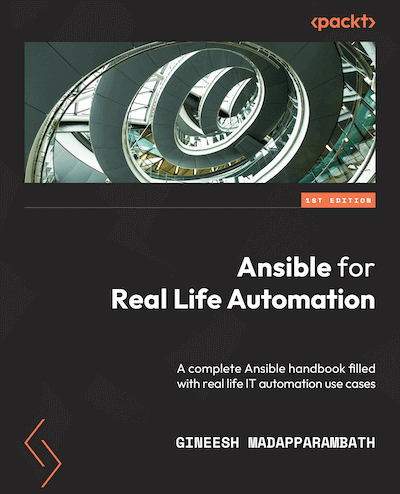 <packt>
1ST EDITION
Ansible for
Real Life Automation
A complete Ansible handbook filled
with real life IT automation use cases
GINEESH MADAPPARAMBATH